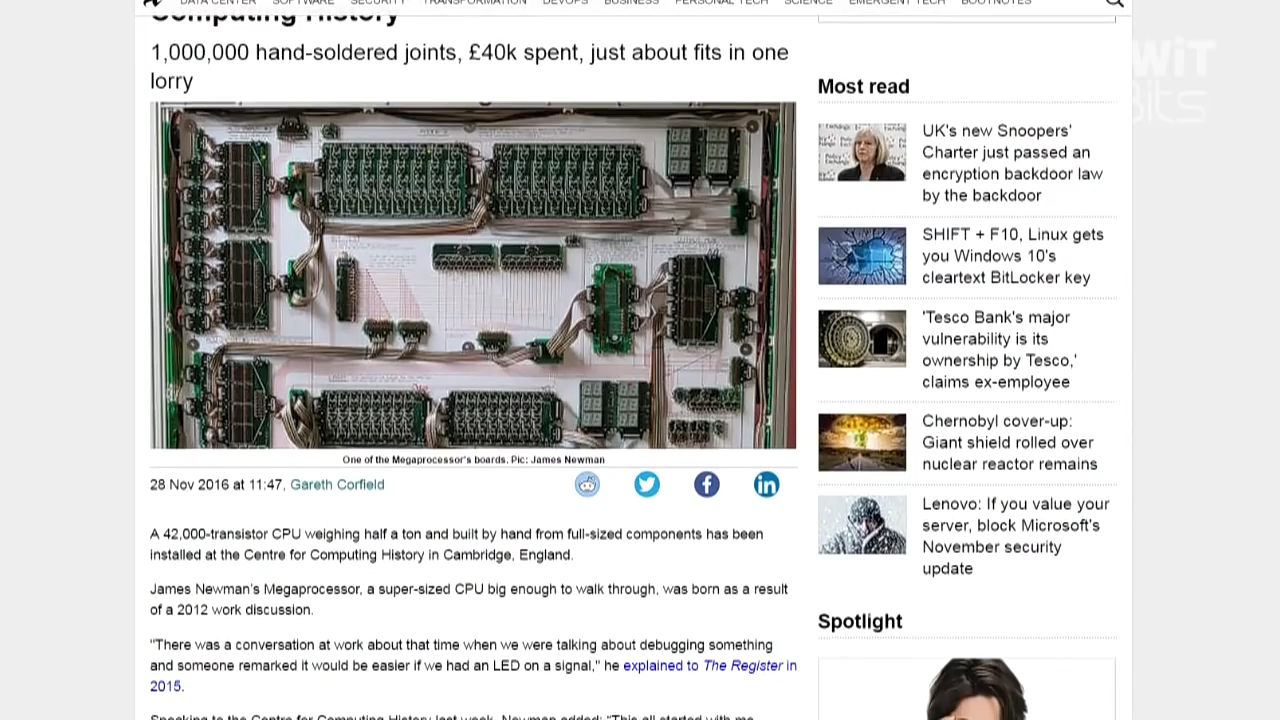 DATA CENTER SOFTWARE SECURITY TRANSFORMATION DEVOPS BUSINESS PERSONAL TECH SCIENCE EMERGENT TECH BOOTNOTES
Computing History
1,000,000 hand-soldered joints, £40k spent, just about fits in one
lorry
One of the Megaprocessor's boards. Pic: James Newman
28 Nov 2016 at 11:47, Gareth Corfield
A 42,000-transistor CPU weighing half a ton and built by hand from full-sized components has been
installed at the Centre for Computing History in Cambridge, England.
James Newman's Megaprocessor, a super-sized CPU big enough to walk through, was born as a result
of a 2012 work discussion.
"There was a conversation at work about that time when we were talking about debugging something
and someone remarked it would be easier if we had an LED on a signal," he explained to The Register in
2015.
Speaking to the Centre for Computing History last week, Newman added: "This all started with me
Most read
UK's new Snoopers'
Charter just passed an
encryption backdoor law
by the backdoor
SHIFT + F10, Linux gets
you Windows 10's
cleartext BitLocker key
'Tesco Bank's major
vulnerability is its
ownership by Tesco,'
claims ex-employee
Chernobyl cover-up:
Giant shield rolled over
nuclear reactor remains
Lenovo: If you value your
server, block Microsoft's
November security
update
Spotlight
TWiT
Bits